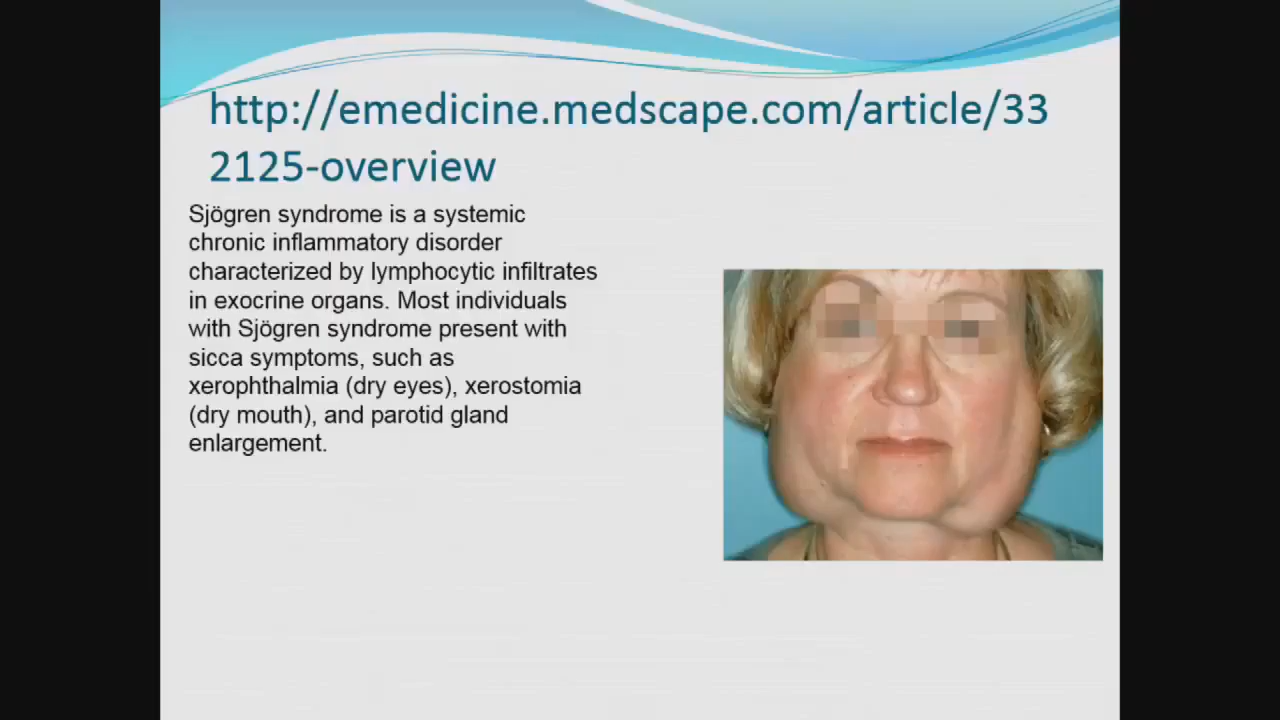 http://emedicine.medscape.com/article/33
2125-overview
Sjögren syndrome is a systemic
chronic inflammatory disorder
characterized by lymphocytic infiltrates
in exocrine organs. Most individuals
with Sjögren syndrome present with
sicca symptoms, such as
xerophthalmia (dry eyes), xerostomia
(dry mouth), and parotid gland
enlargement.